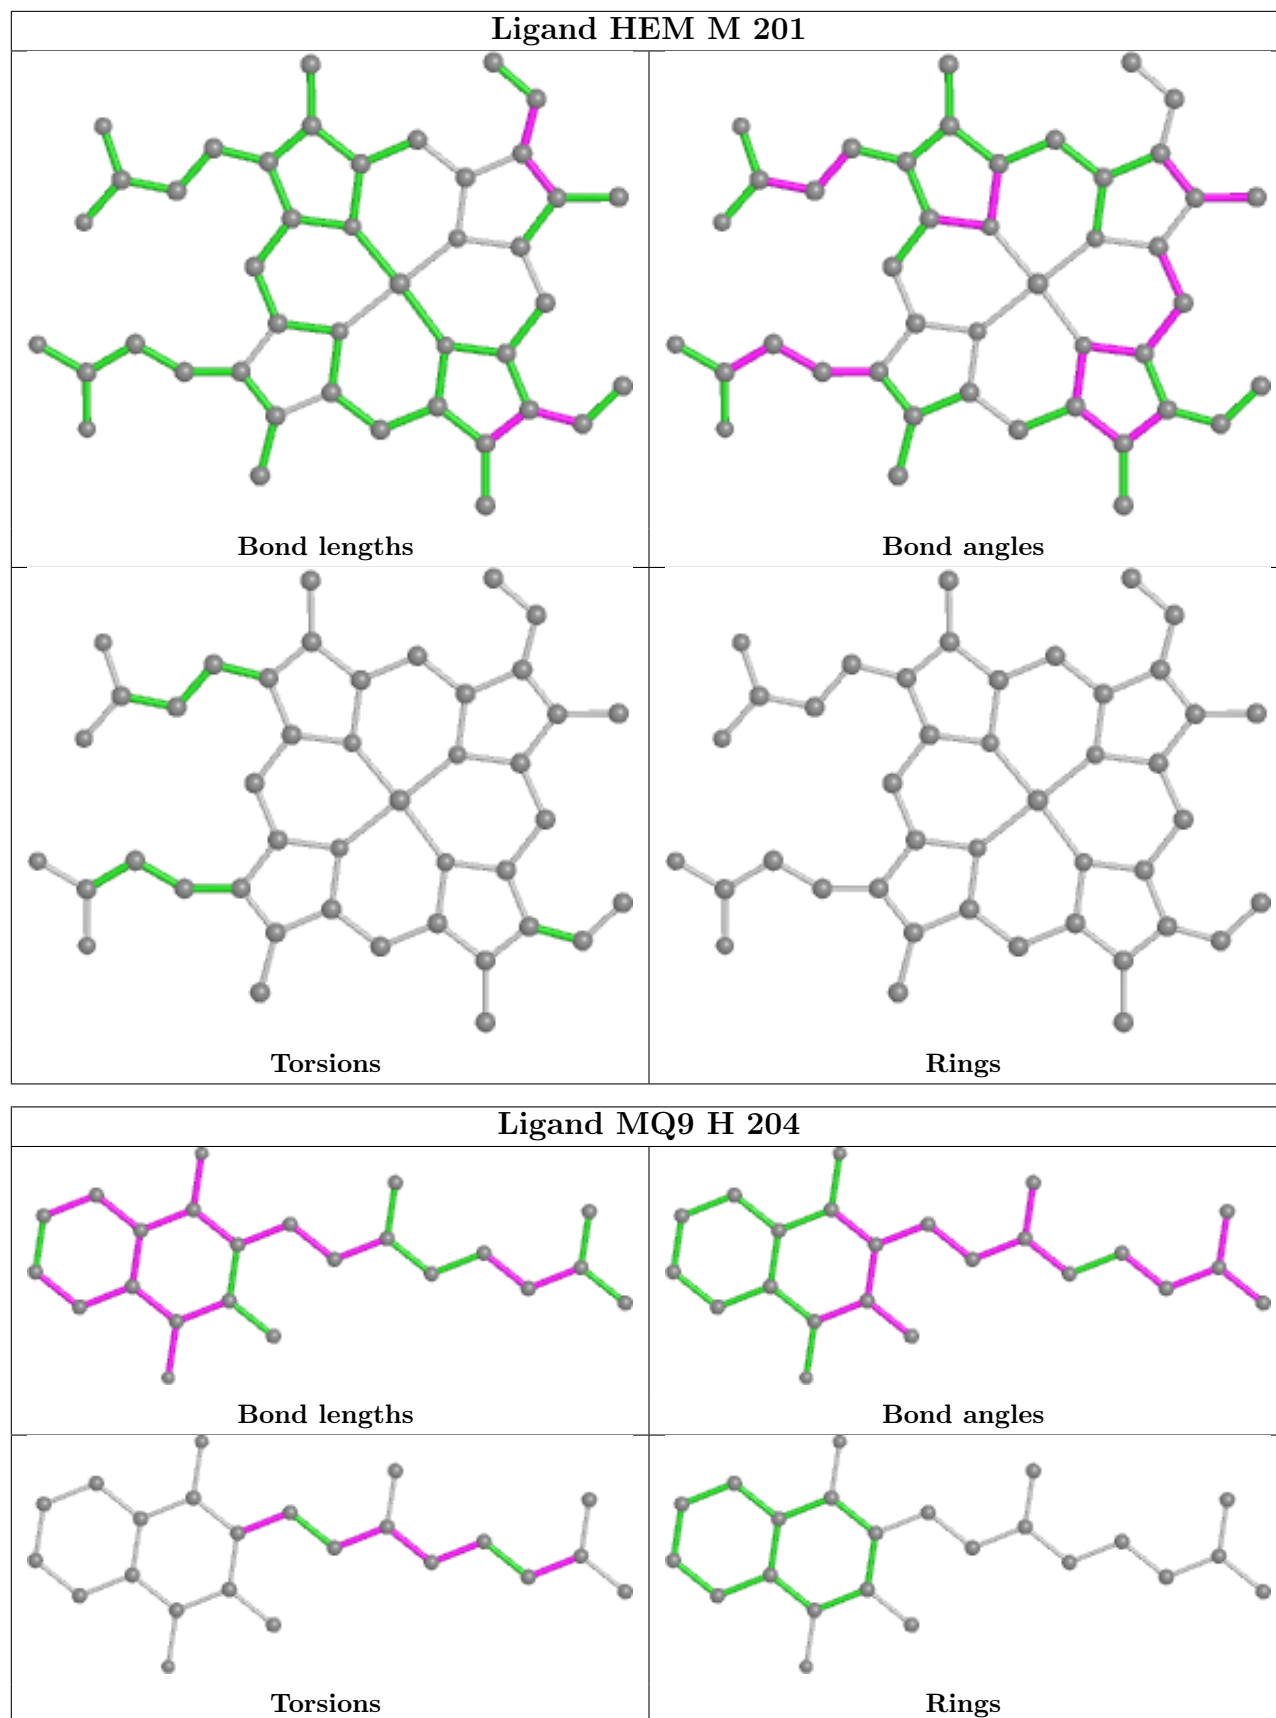 Ligand HEM M 201
Bond lengths
Bond angles
Torsions
Rings
Ligand MQ9 H 204
Bond lengths
Bond angles
Torsions
Rings